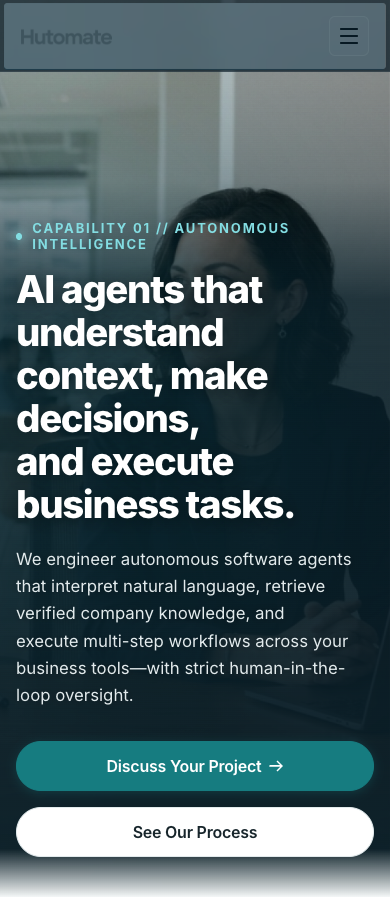 Hutomate
CAPABILITY 01 // AUTONOMOUS
INTELLIGENCE
AI agents that
understand
context, make
decisions,
and execute
business tasks.
We engineer autonomous software agents
that interpret natural language, retrieve
verified company knowledge, and
execute multi-step workflows across your
business tools—with strict human-in-the-
loop oversight.
Discuss Your Project →
See Our Process